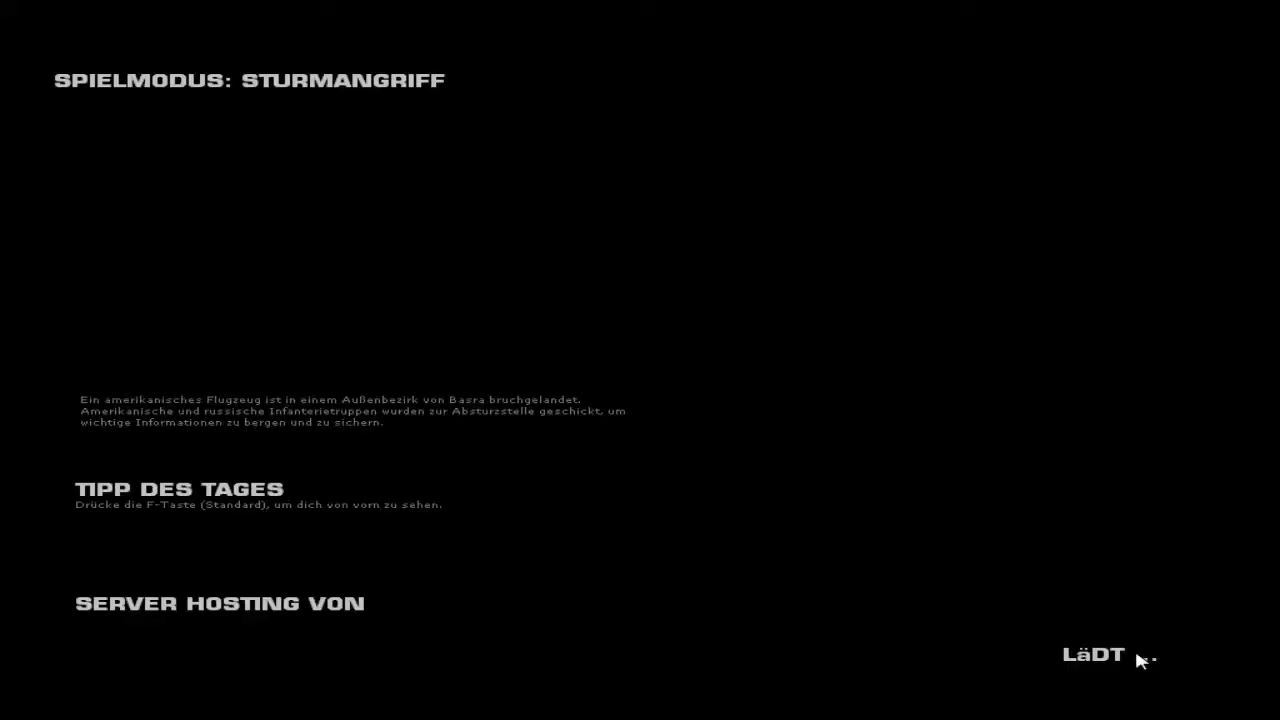 SPIELMODUS: STURMANGRIFF
Ein amerikanisches Flugzeug ist in einem Außenbezirk von Basra bruchgelandet.
Amerikanische und russische Infanterietruppen wurden zur Absturzstelle geschickt, um
wichtige Informationen zu bergen und zu sichern.
TIPP DES TAGES
Drücke die F-Taste (Standard), um dich von vorn zu sehen.
SERVER HOSTING VON
LäDT ...